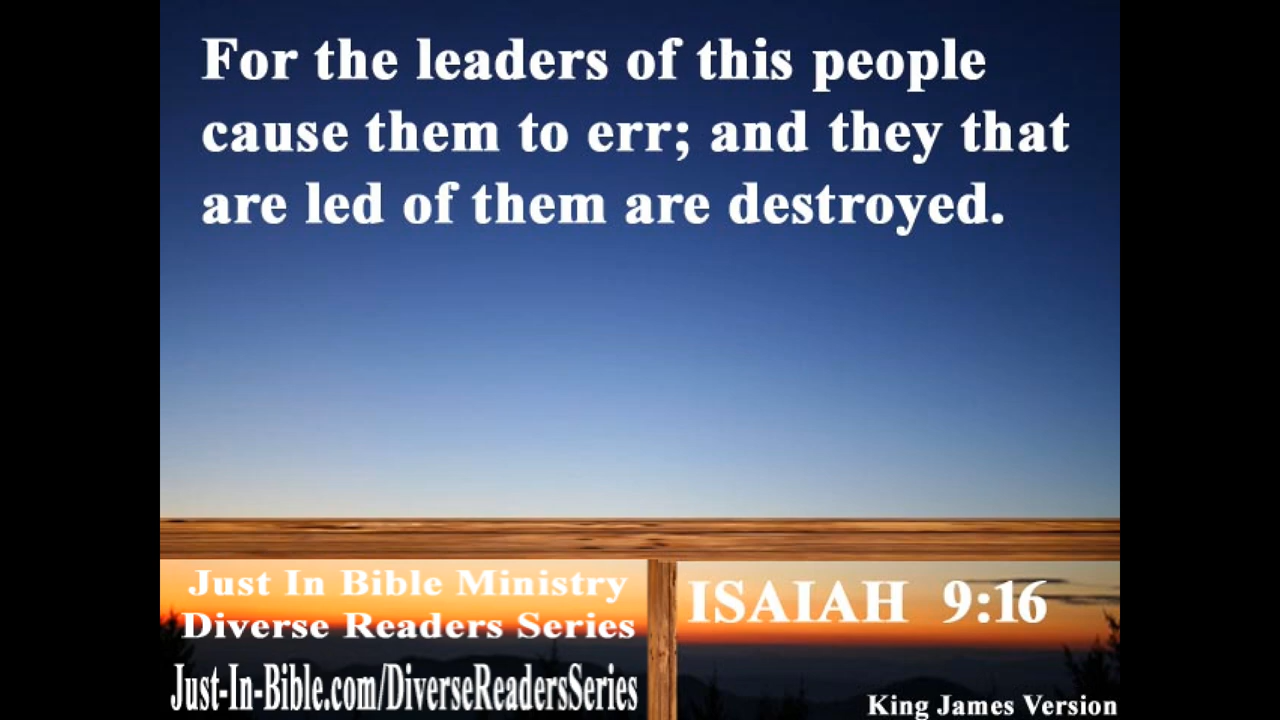 For the leaders of this people
cause them to err; and they that
are led of them are destroyed.
Just In Bible Ministry
Diverse Readers Series
Just-In-Bible.com/DiverseReadersSeries
ISAIAH 9:16
King James Version